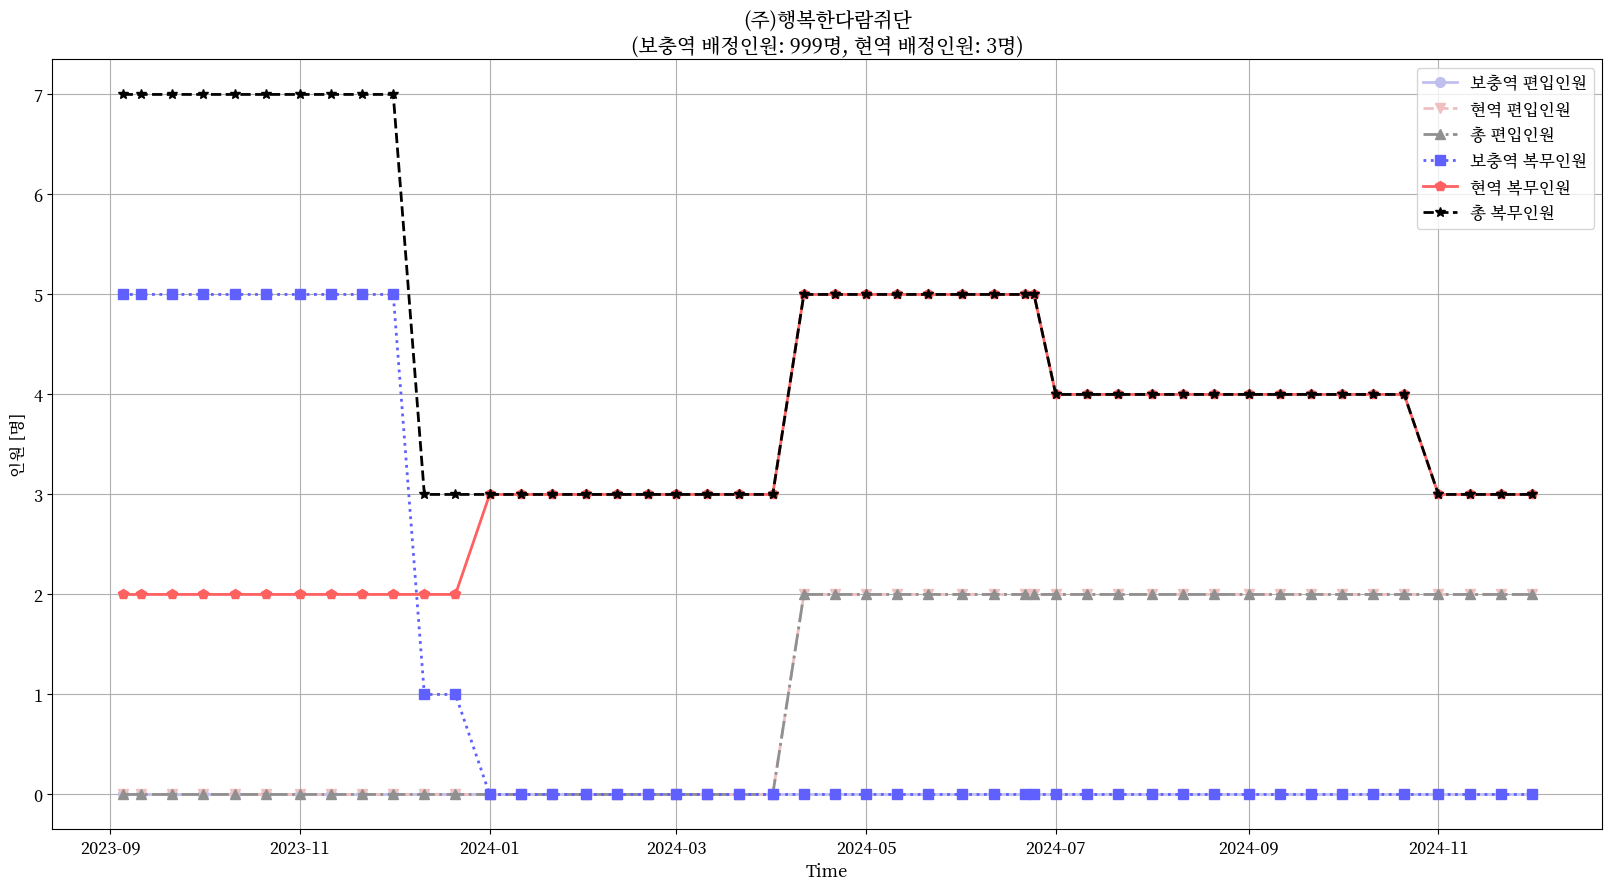 (주)행복한다람쥐단
(보충역 배정인원: 999명, 현역 배정인원: 3명)
보충역 편입인원
현역 편입인원
총 편입인원
보충역 복무인원
현역 복무인원
총 복무인원
인원 [명]
7
6
5
4
3
2
1
0
2023-09
2023-11
2024-01
2024-03
2024-05
2024-07
2024-09
2024-11
Time